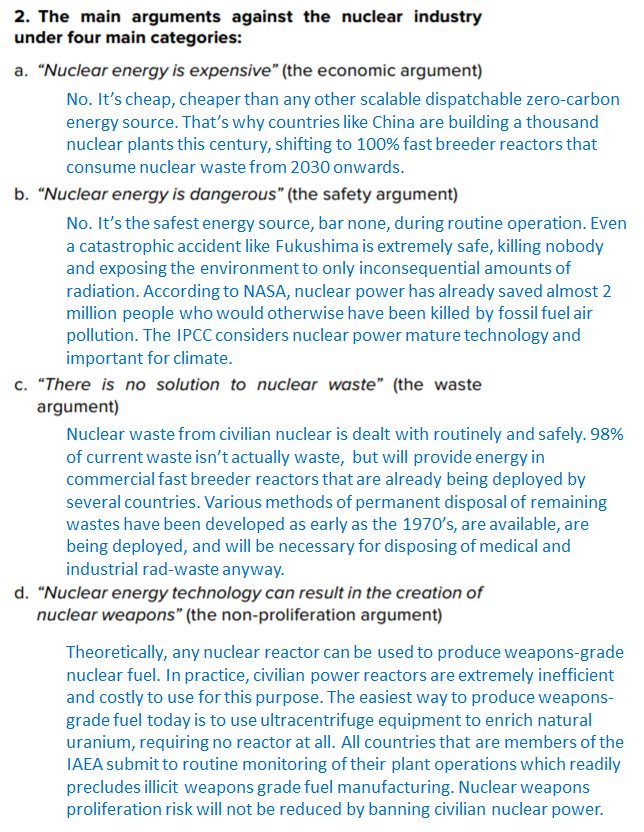 2. The main arguments against the nuclear industry
under four main categories:
a. “Nuclear energy is expensive” (the economic argument)
No. It’s cheap, cheaper than any other scalable dispatchable zero-carbon
energy source. That’s why countries like China are building a thousand
nuclear plants this century, shifting to 100% fast breeder reactors that
consume nuclear waste from 2030 onwards.
b. “Nuclear energy is dangerous” (the safety argument)
No. It’s the safest energy source, bar none, during routine operation. Even
a catastrophic accident like Fukushima is extremely safe, killing nobody
and exposing the environment to only inconsequential amounts of
radiation. According to NASA, nuclear power has already saved almost 2
million people who would otherwise have been killed by fossil fuel air
pollution. The IPCC considers nuclear power mature technology and
important for climate.
c. “There is no solution to nuclear waste” (the waste
argument)
Nuclear waste from civilian nuclear is dealt with routinely and safely. 98%
of current waste isn’t actually waste, but will provide energy in
commercial fast breeder reactors that are already being deployed by
several countries. Various methods of permanent disposal of remaining
wastes have been developed as early as the 1970’s, are available, are
being deployed, and will be necessary for disposing of medical and
industrial rad-waste anyway.
d. “Nuclear energy technology can result in the creation of
nuclear weapons” (the non-proliferation argument)
Theoretically, any nuclear reactor can be used to produce weapons-grade
nuclear fuel. In practice, civilian power reactors are extremely inefficient
and costly to use for this purpose. The easiest way to produce weapons-
grade fuel today is to use ultracentrifuge equipment to enrich natural
uranium, requiring no reactor at all. All countries that are members of the
IAEA submit to routine monitoring of their plant operations which readily
precludes illicit weapons grade fuel manufacturing. Nuclear weapons
proliferation risk will not be reduced by banning civilian nuclear power.